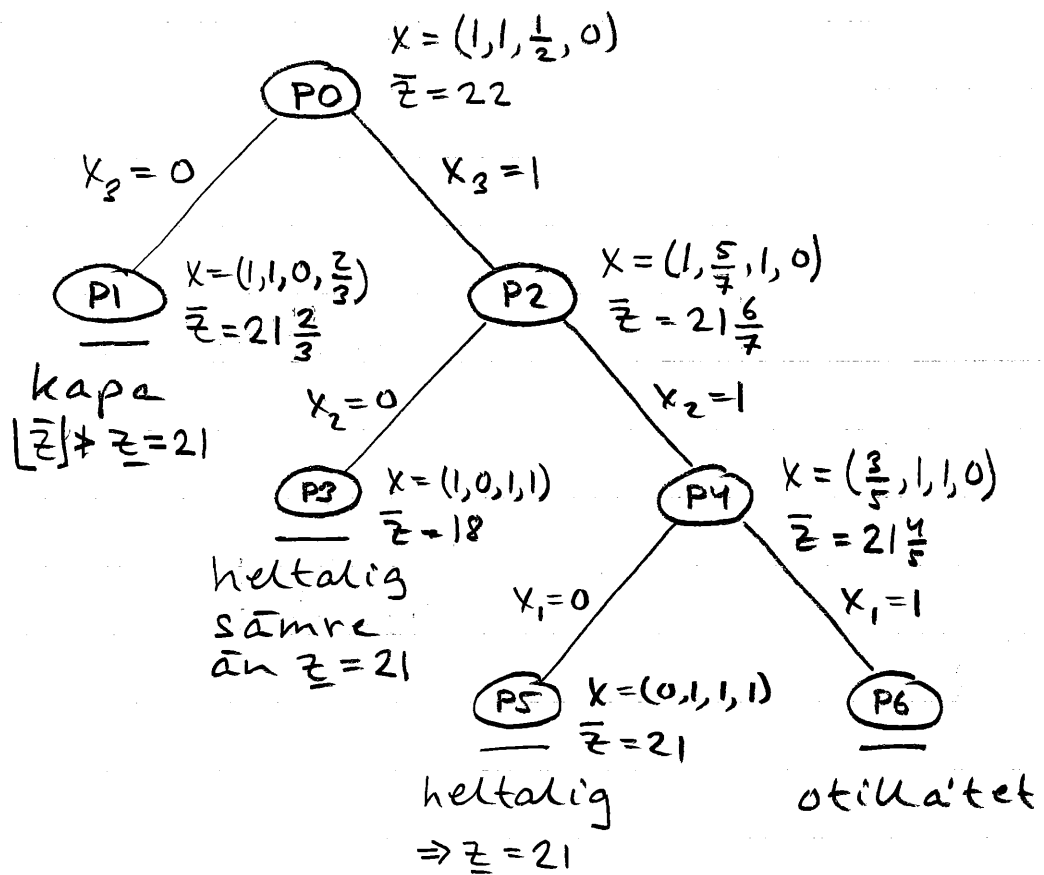 x = (1,1,½,0)
P0
z̄ = 22
x₃ = 0
x₃ = 1
P1
x = (1,1,0,⅔)
z̄ = 21 ⅔
kapa
⌊z̄⌋ ≯ z̲ = 21
P2
x = (1,5/7,1,0)
z̄ = 21 6/7
x₂ = 0
x₂ = 1
P3
x = (1,0,1,1)
z̄ = 18
heltalig
sämre
än z̲ = 21
P4
x = (3/5,1,1,0)
z̄ = 21 4/5
x₁ = 0
x₁ = 1
P5
x = (0,1,1,1)
z̄ = 21
heltalig
⇒ z̲ = 21
P6
otillåtet